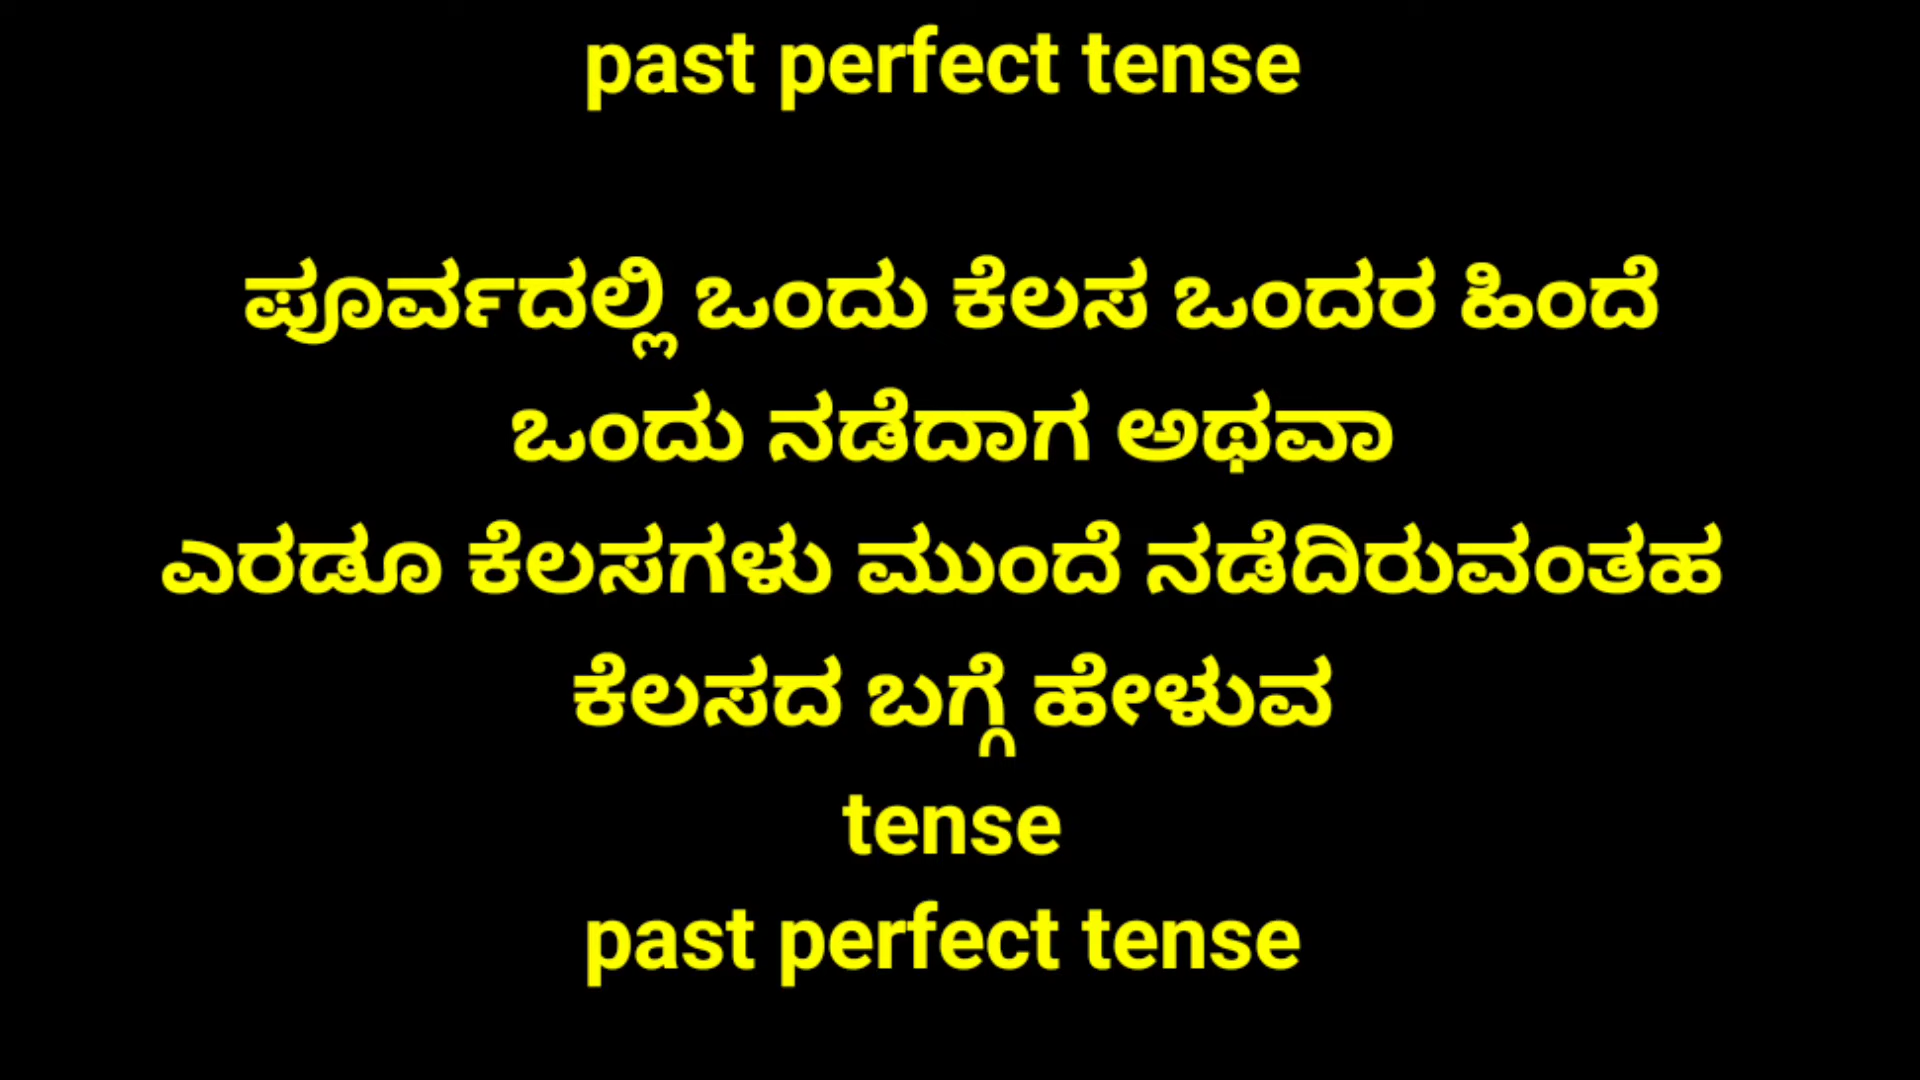 past perfect tense
ಪೂರ್ವದಲ್ಲಿ ಒಂದು ಕೆಲಸ ಒಂದರ ಹಿಂದೆ
ಒಂದು ನಡೆದಾಗ ಅಥವಾ
ಎರಡೂ ಕೆಲಸಗಳು ಮುಂದೆ ನಡೆದಿರುವಂತಹ
ಕೆಲಸದ ಬಗ್ಗೆ ಹೇಳುವ
tense
past perfect tense